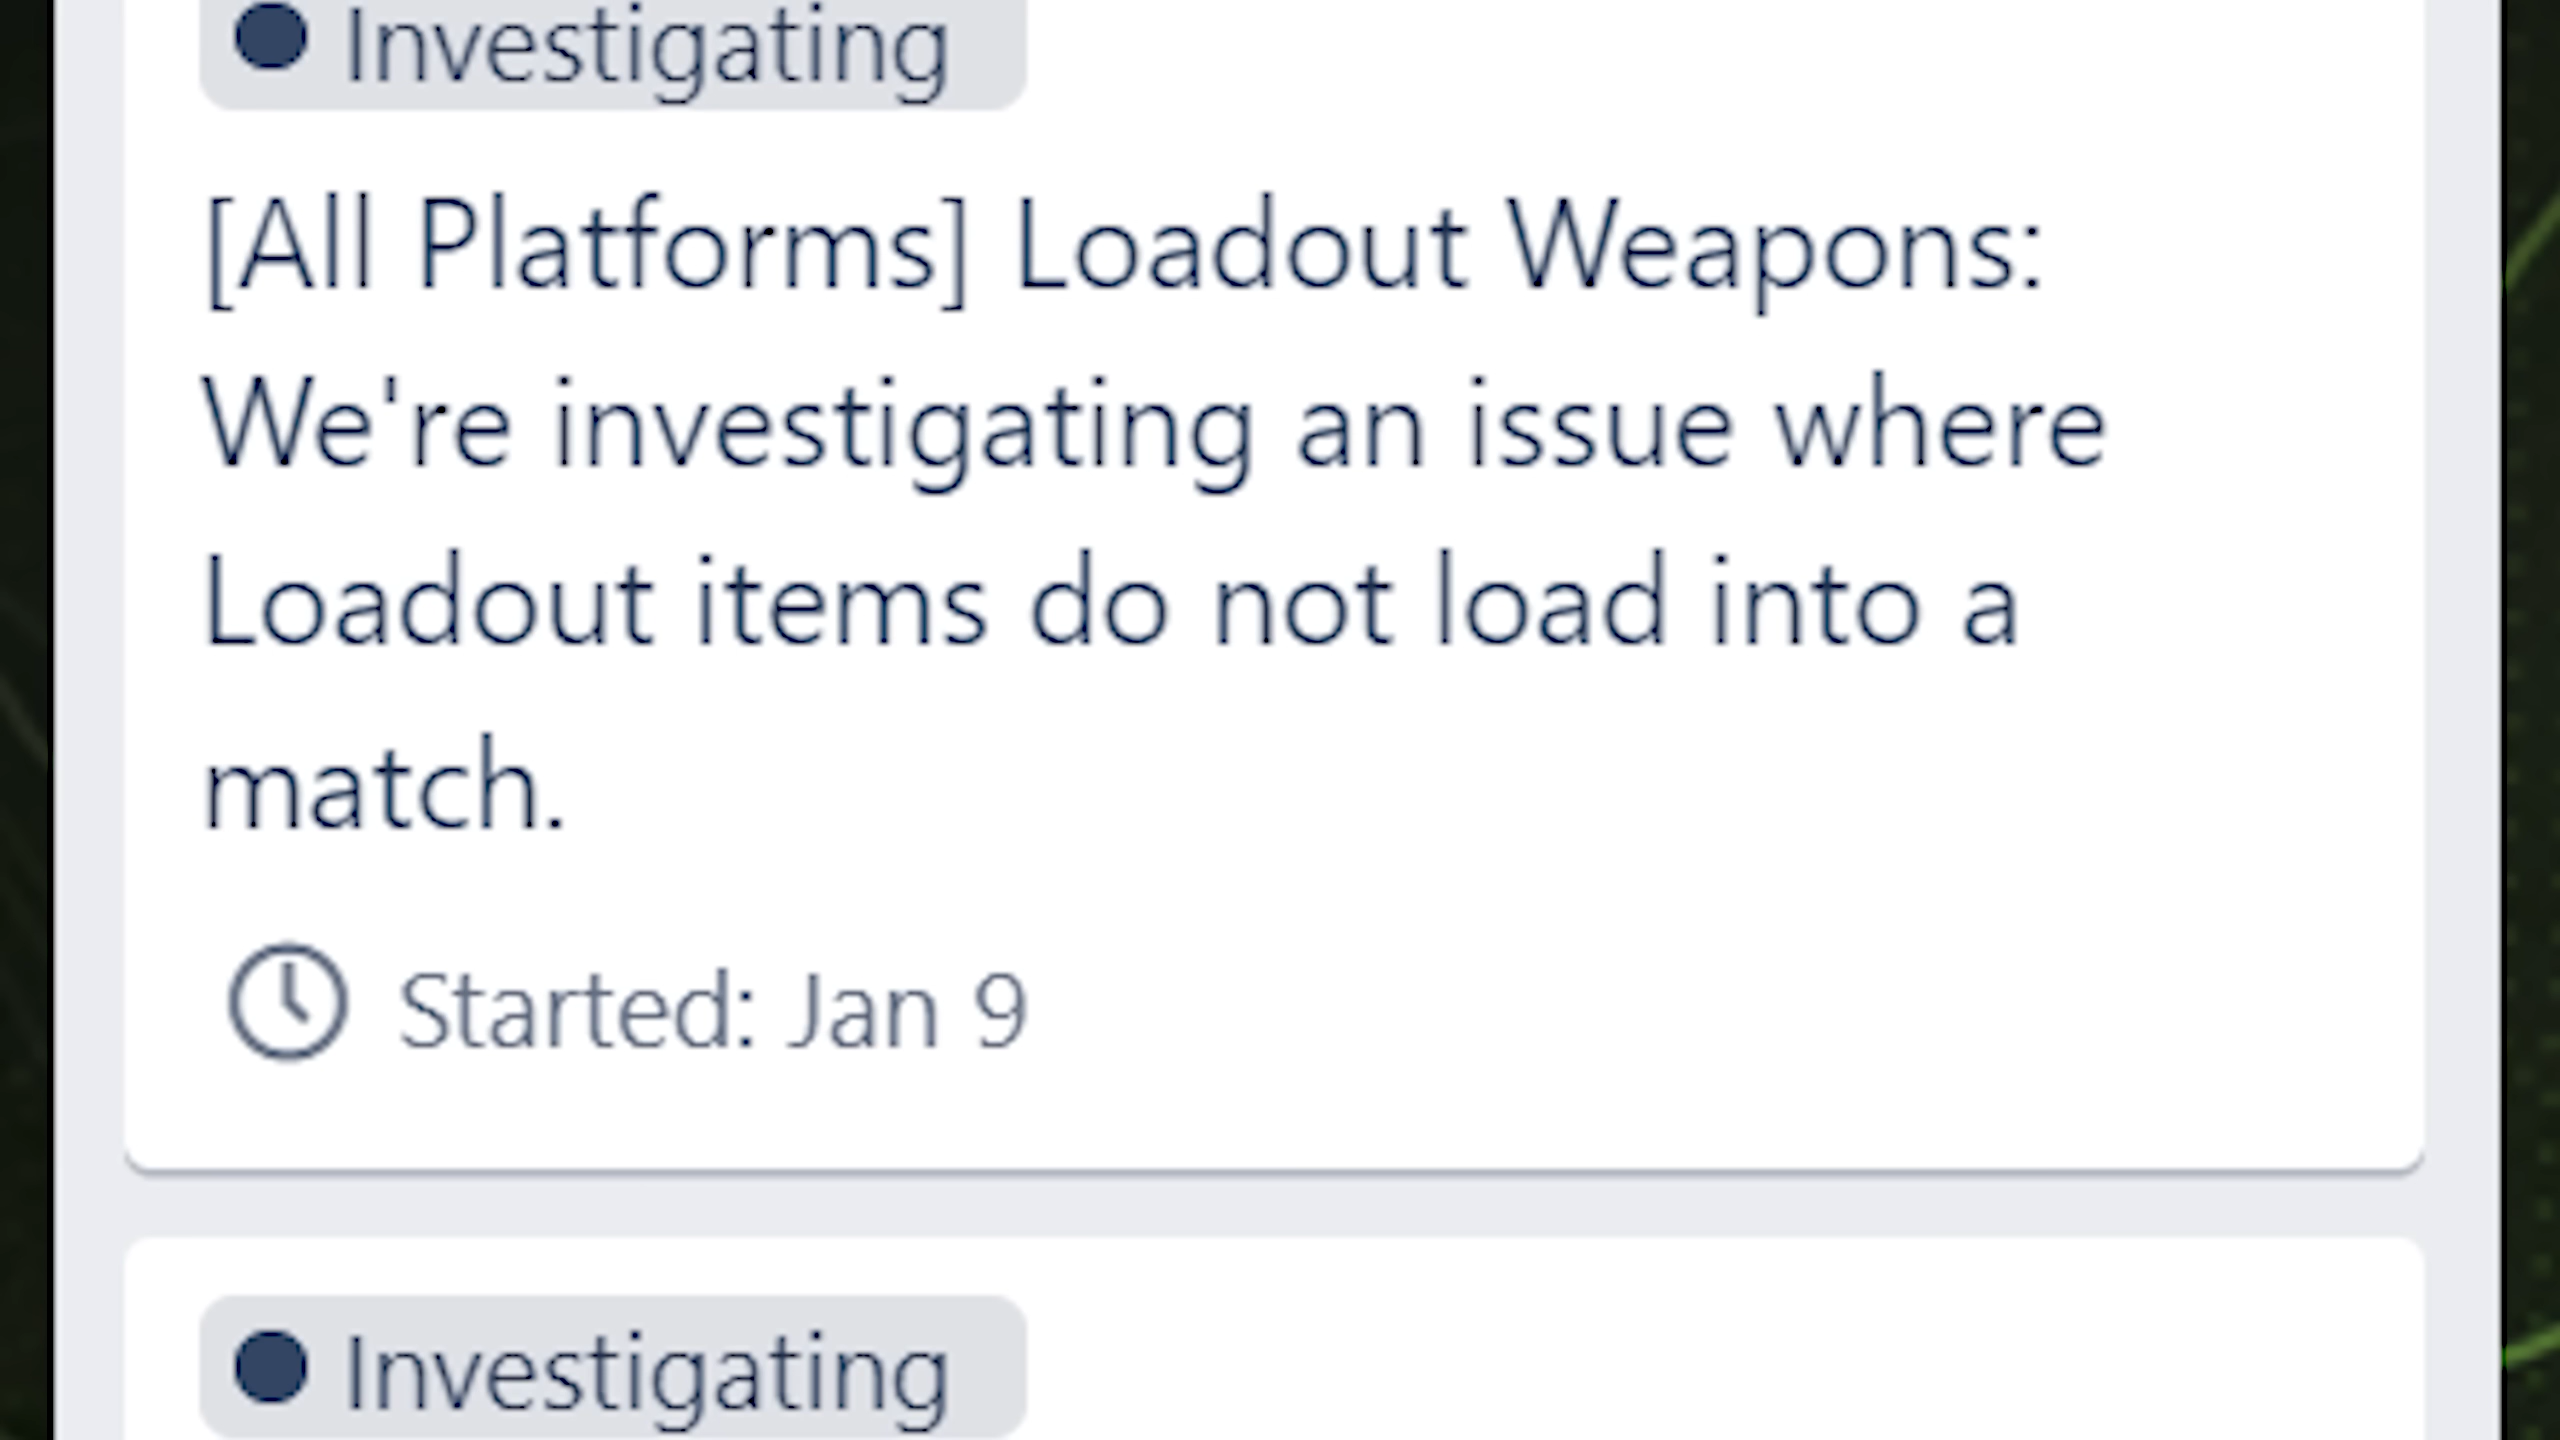 Investigating
[All Platforms] Loadout Weapons:
We're investigating an issue where
Loadout items do not load into a
match.
Started: Jan 9
Investigating